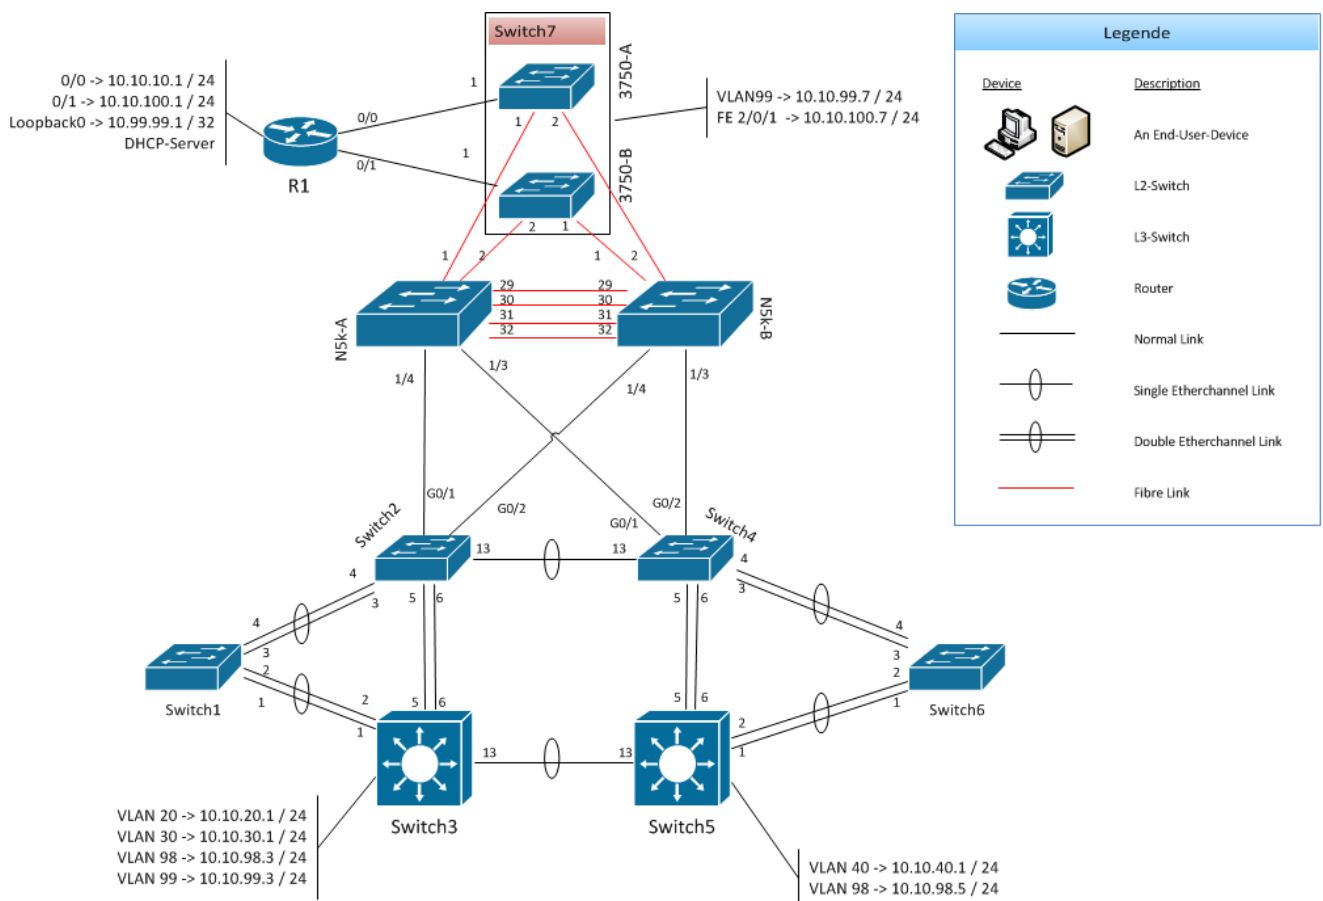 Switch7
3750-A
3750-B
0/0 -> 10.10.10.1 / 24
0/1 -> 10.10.100.1 / 24
Loopback0 -> 10.99.99.1 / 32
DHCP-Server
R1
0/0
0/1
1
1
1 2
2 1
VLAN99 -> 10.10.99.7 / 24
FE 2/0/1 -> 10.10.100.7 / 24
1 2 1 2
N5k-A
N5k-B
29 29
30 30
31 31
32 32
1/4 1/3 1/4 1/3
G0/1 G0/2 G0/1 G0/2
Switch2
Switch4
13 13
4 3 5 6
5 6 4 3
4
3
2
1
Switch1
2
1
5 6
Switch3
13 13
5 6
2
1
Switch5
4
3
2
1
Switch6
VLAN 20 -> 10.10.20.1 / 24
VLAN 30 -> 10.10.30.1 / 24
VLAN 98 -> 10.10.98.3 / 24
VLAN 99 -> 10.10.99.3 / 24
VLAN 40 -> 10.10.40.1 / 24
VLAN 98 -> 10.10.98.5 / 24
Legende
Device Description
An End-User-Device
L2-Switch
L3-Switch
Router
Normal Link
Single Etherchannel Link
Double Etherchannel Link
Fibre Link